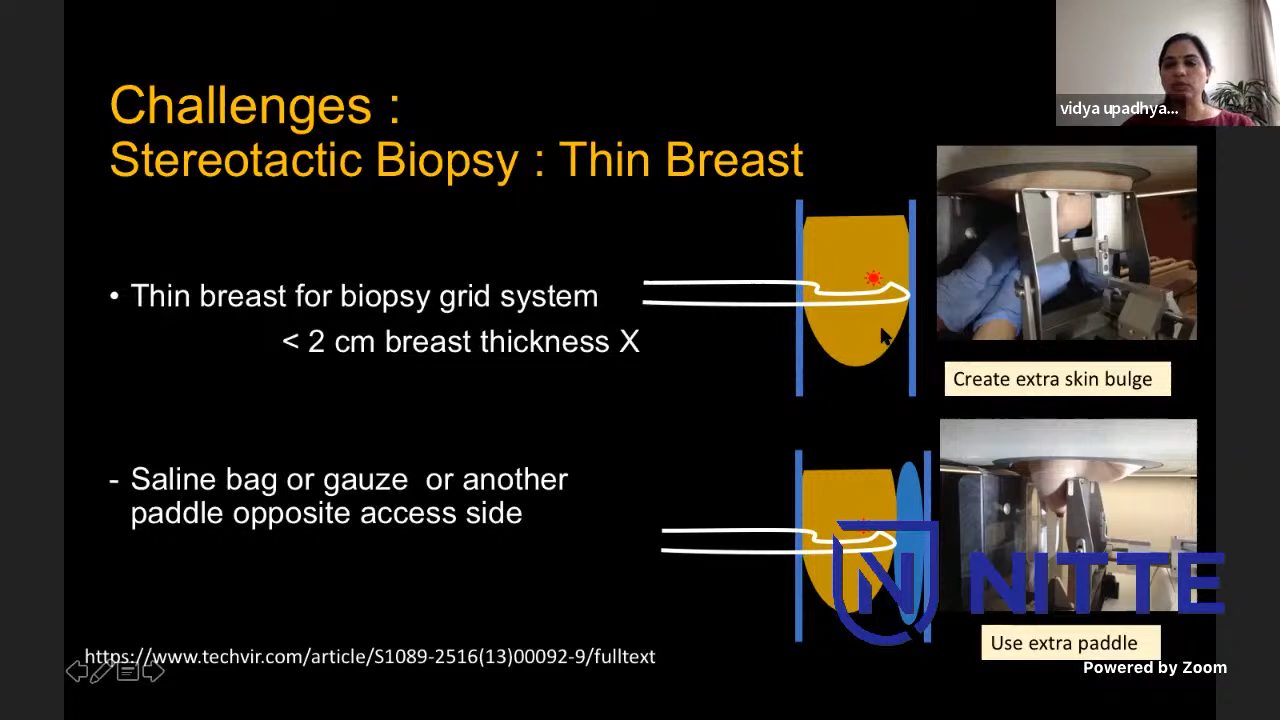 vidya upadhya...
Challenges :
Stereotactic Biopsy : Thin Breast
• Thin breast for biopsy grid system
< 2 cm breast thickness X
Create extra skin bulge
- Saline bag or gauze or another
paddle opposite access side
N NITTE
Use extra paddle
https://www.techvir.com/article/S1089-2516(13)00092-9/fulltext
Powered by Zoom